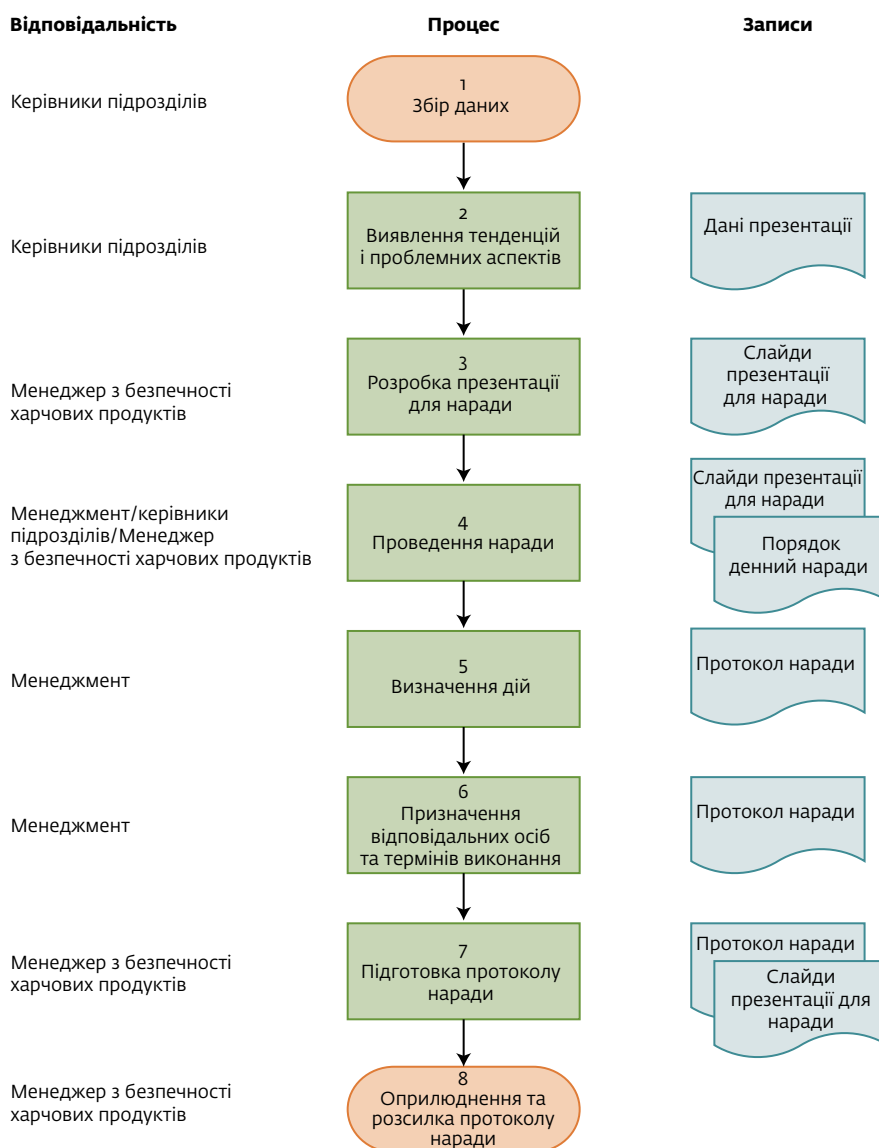 Відповідальність
Процес
Записи
Керівники підрозділів
1
Збір даних
Керівники підрозділів
2
Виявлення тенденцій
і проблемних аспектів
Дані презентації
Менеджер з безпечності
харчових продуктів
3
Розробка презентації
для наради
Слайди
презентації
для наради
Менеджмент/керівники
підрозділів/Менеджер
з безпечності харчових продуктів
4
Проведення наради
Слайди презентації
для наради
Порядок
денний наради
Менеджмент
5
Визначення дій
Протокол наради
Менеджмент
6
Призначення
відповідальних осіб
та термінів виконання
Протокол наради
Менеджер з безпечності
харчових продуктів
7
Підготовка протоколу
наради
Протокол наради
Слайди
презентації для
наради
Менеджер з безпечності
харчових продуктів
8
Оприлюднення та
розсилка протоколу
наради